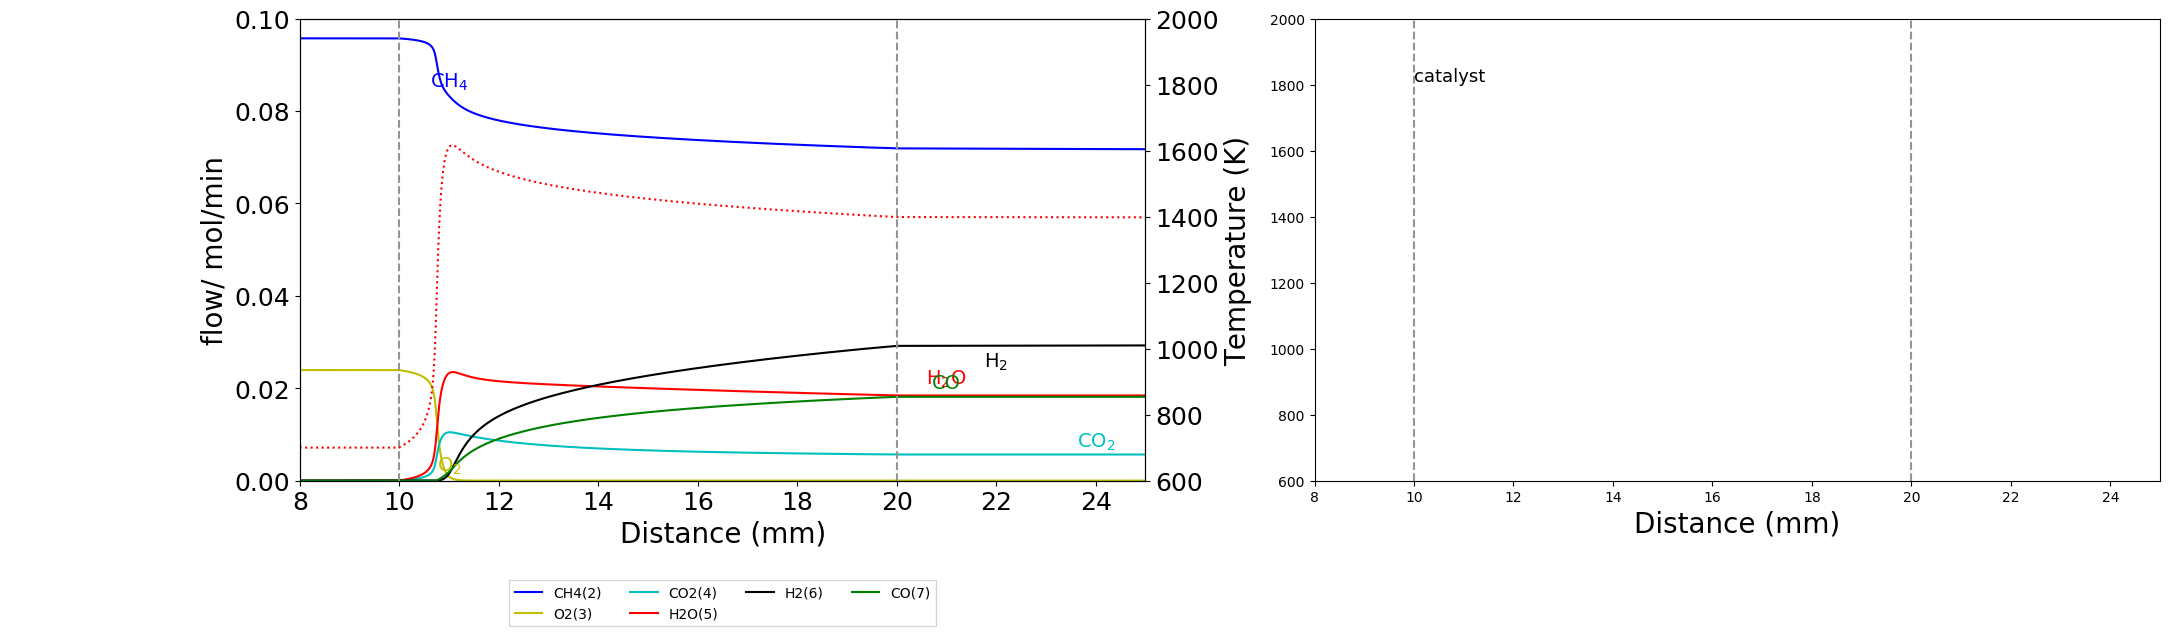 0.10
0.08
0.06
0.04
0.02
0.00
flow/ mol/min
8 10 12 14 16 18 20 22 24
Distance (mm)
2000
1800
1600
1400
1200
1000
800
600
Temperature (K)
CH₄
O₂
H₂
H₂O
CO
CO₂
CH4(2) CO2(4) H2(6) CO(7)
O2(3) H2O(5)
2000
1800
1600
1400
1200
1000
800
600
catalyst
8 10 12 14 16 18 20 22 24
Distance (mm)